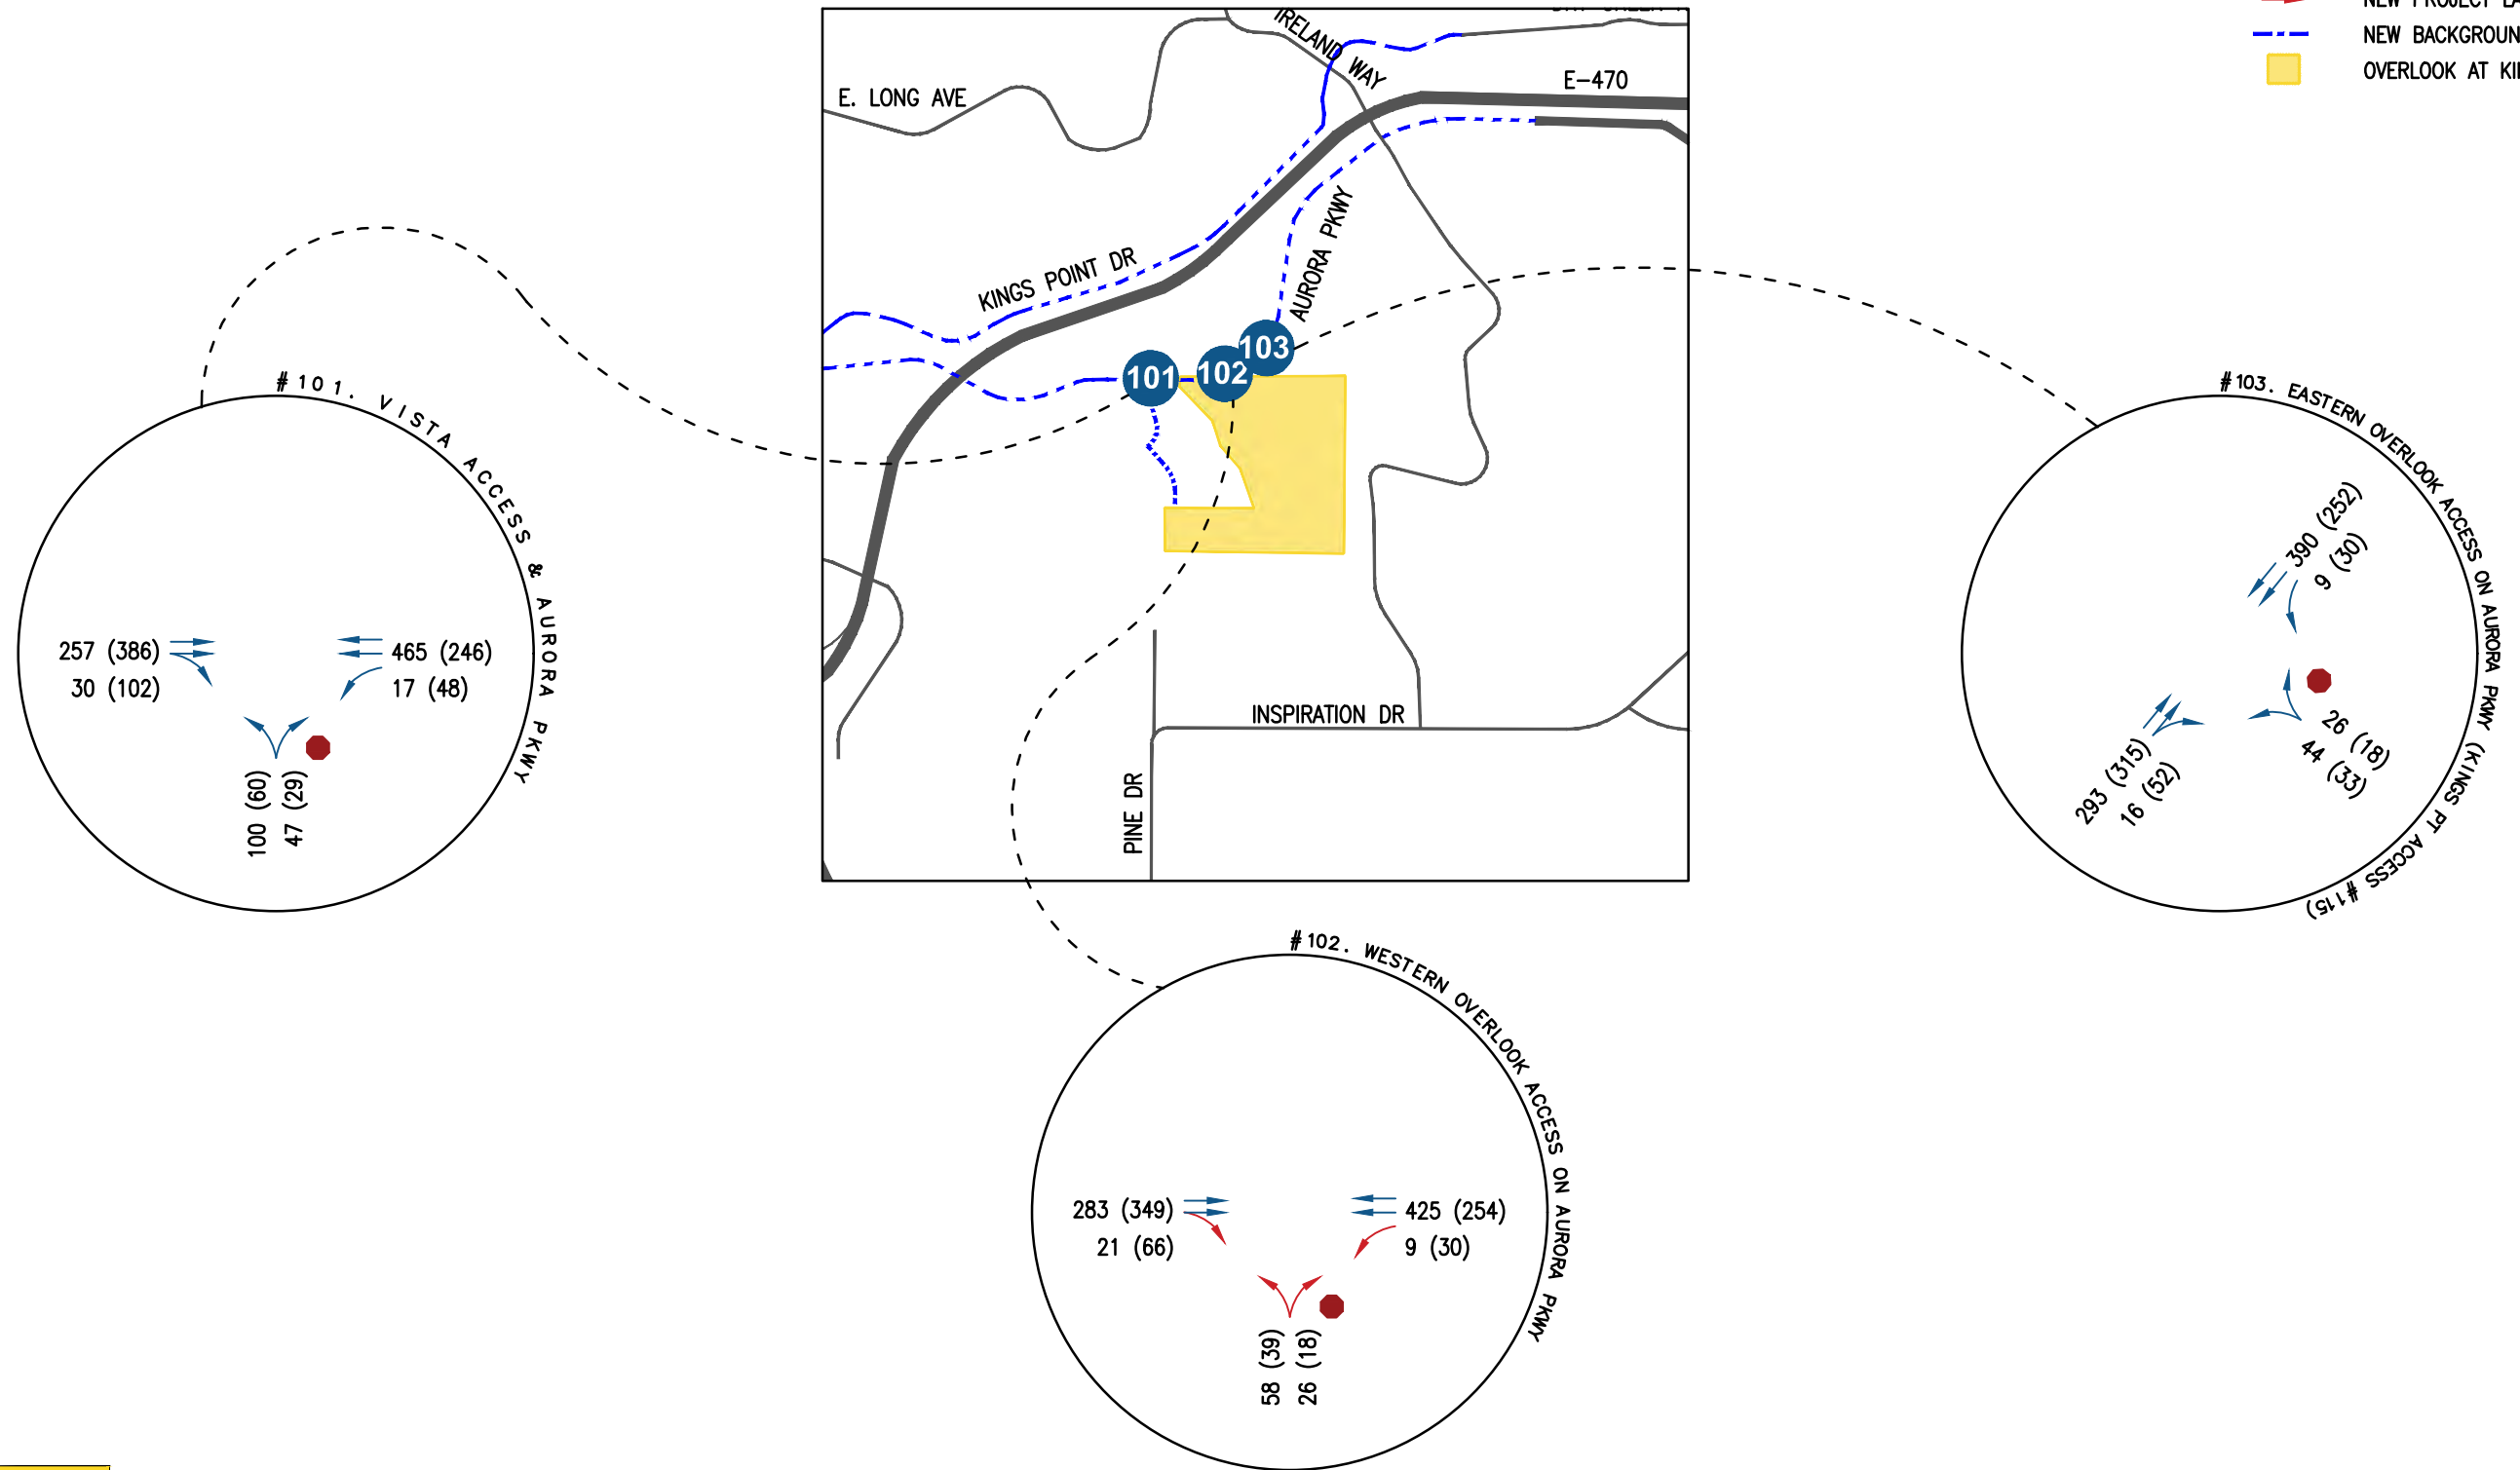 NEW BACKGROUN
OVERLOOK AT KI
IRELAND WAY
E. LONG AVE
E-470
KINGS POINT DR
AURORA PKWY
101
102
103
INSPIRATION DR
PINE DR
#101. VISTA ACCESS & AURORA PKWY
257 (386)
30 (102)
465 (246)
17 (48)
100 (60)
47 (29)
#103. EASTERN OVERLOOK ACCESS ON AURORA PKWY (KINGS PT ACCESS #115)
390 (252)
9 (30)
293 (315)
16 (52)
26 (18)
44 (33)
#102. WESTERN OVERLOOK ACCESS ON AURORA PKWY
283 (349)
21 (66)
425 (254)
9 (30)
58 (39)
26 (18)